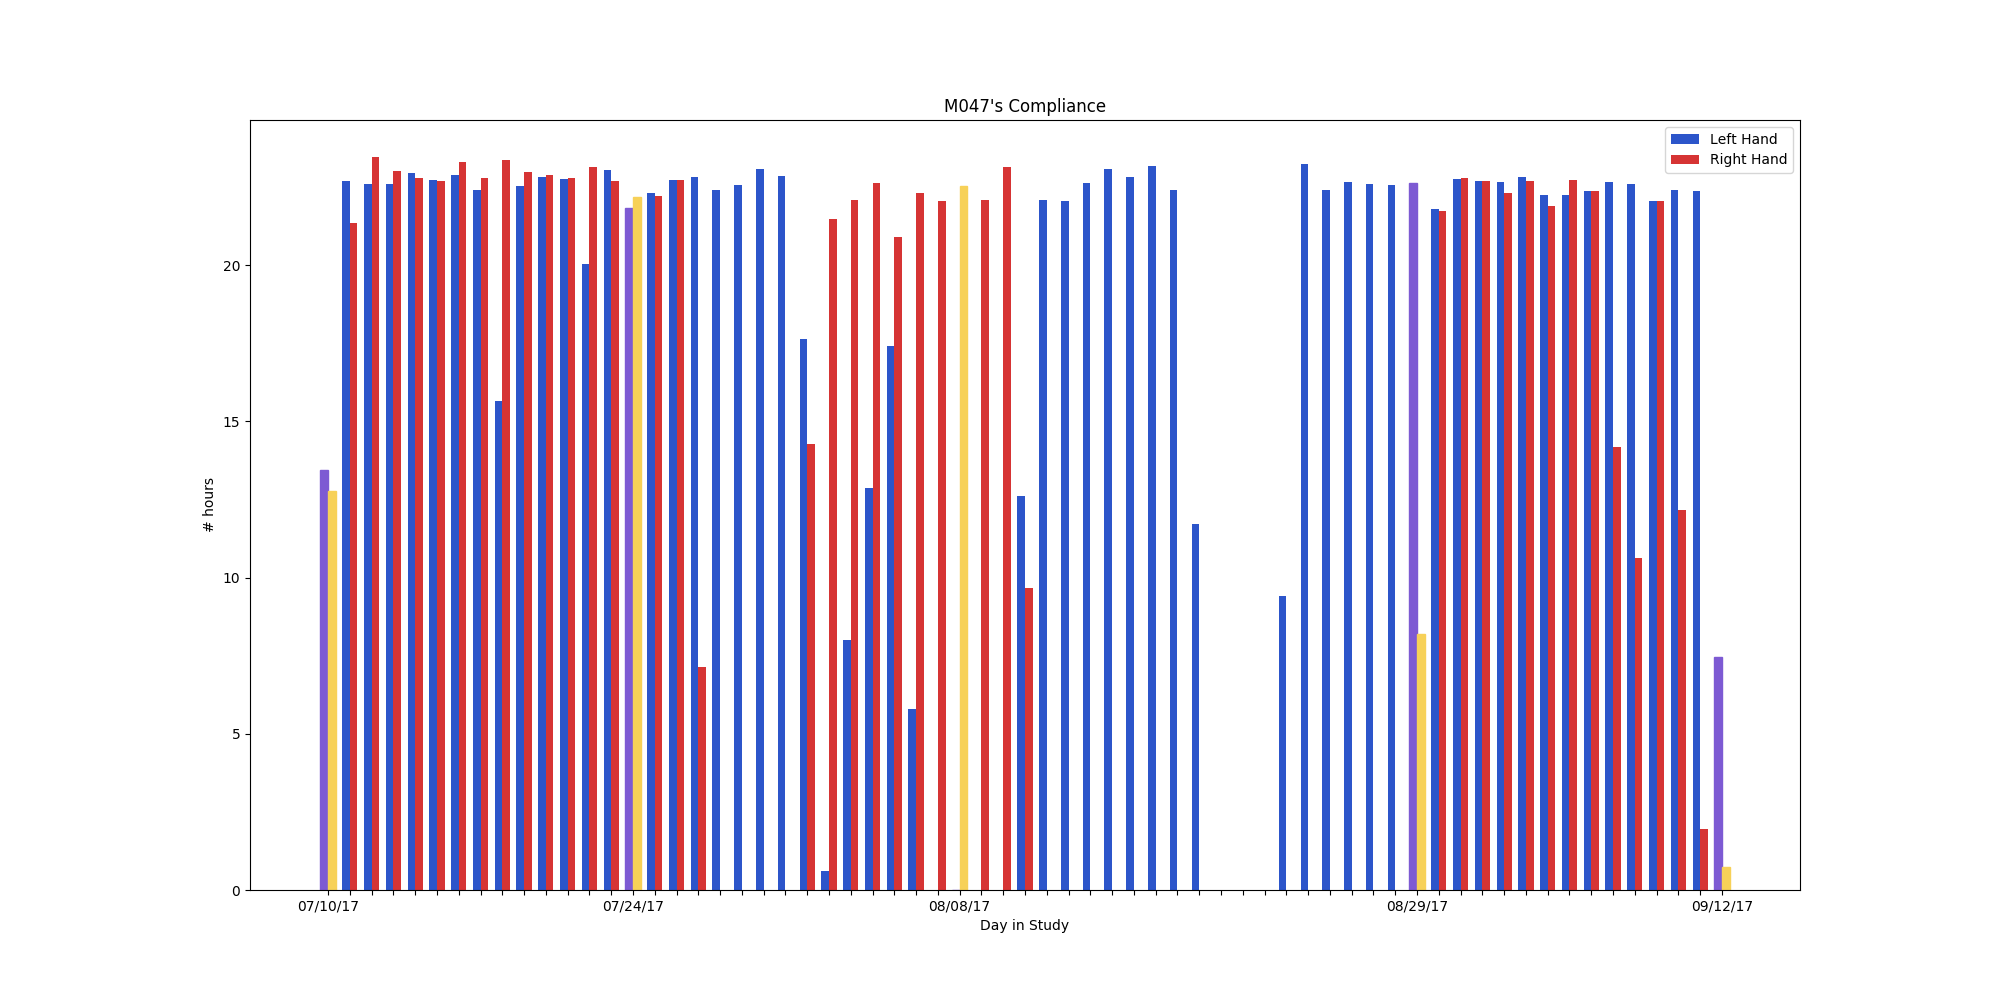 M047's Compliance
Left Hand
Right Hand
20
15
10
5
0
# hours
07/10/17 07/24/17 08/08/17 08/29/17 09/12/17
Day in Study